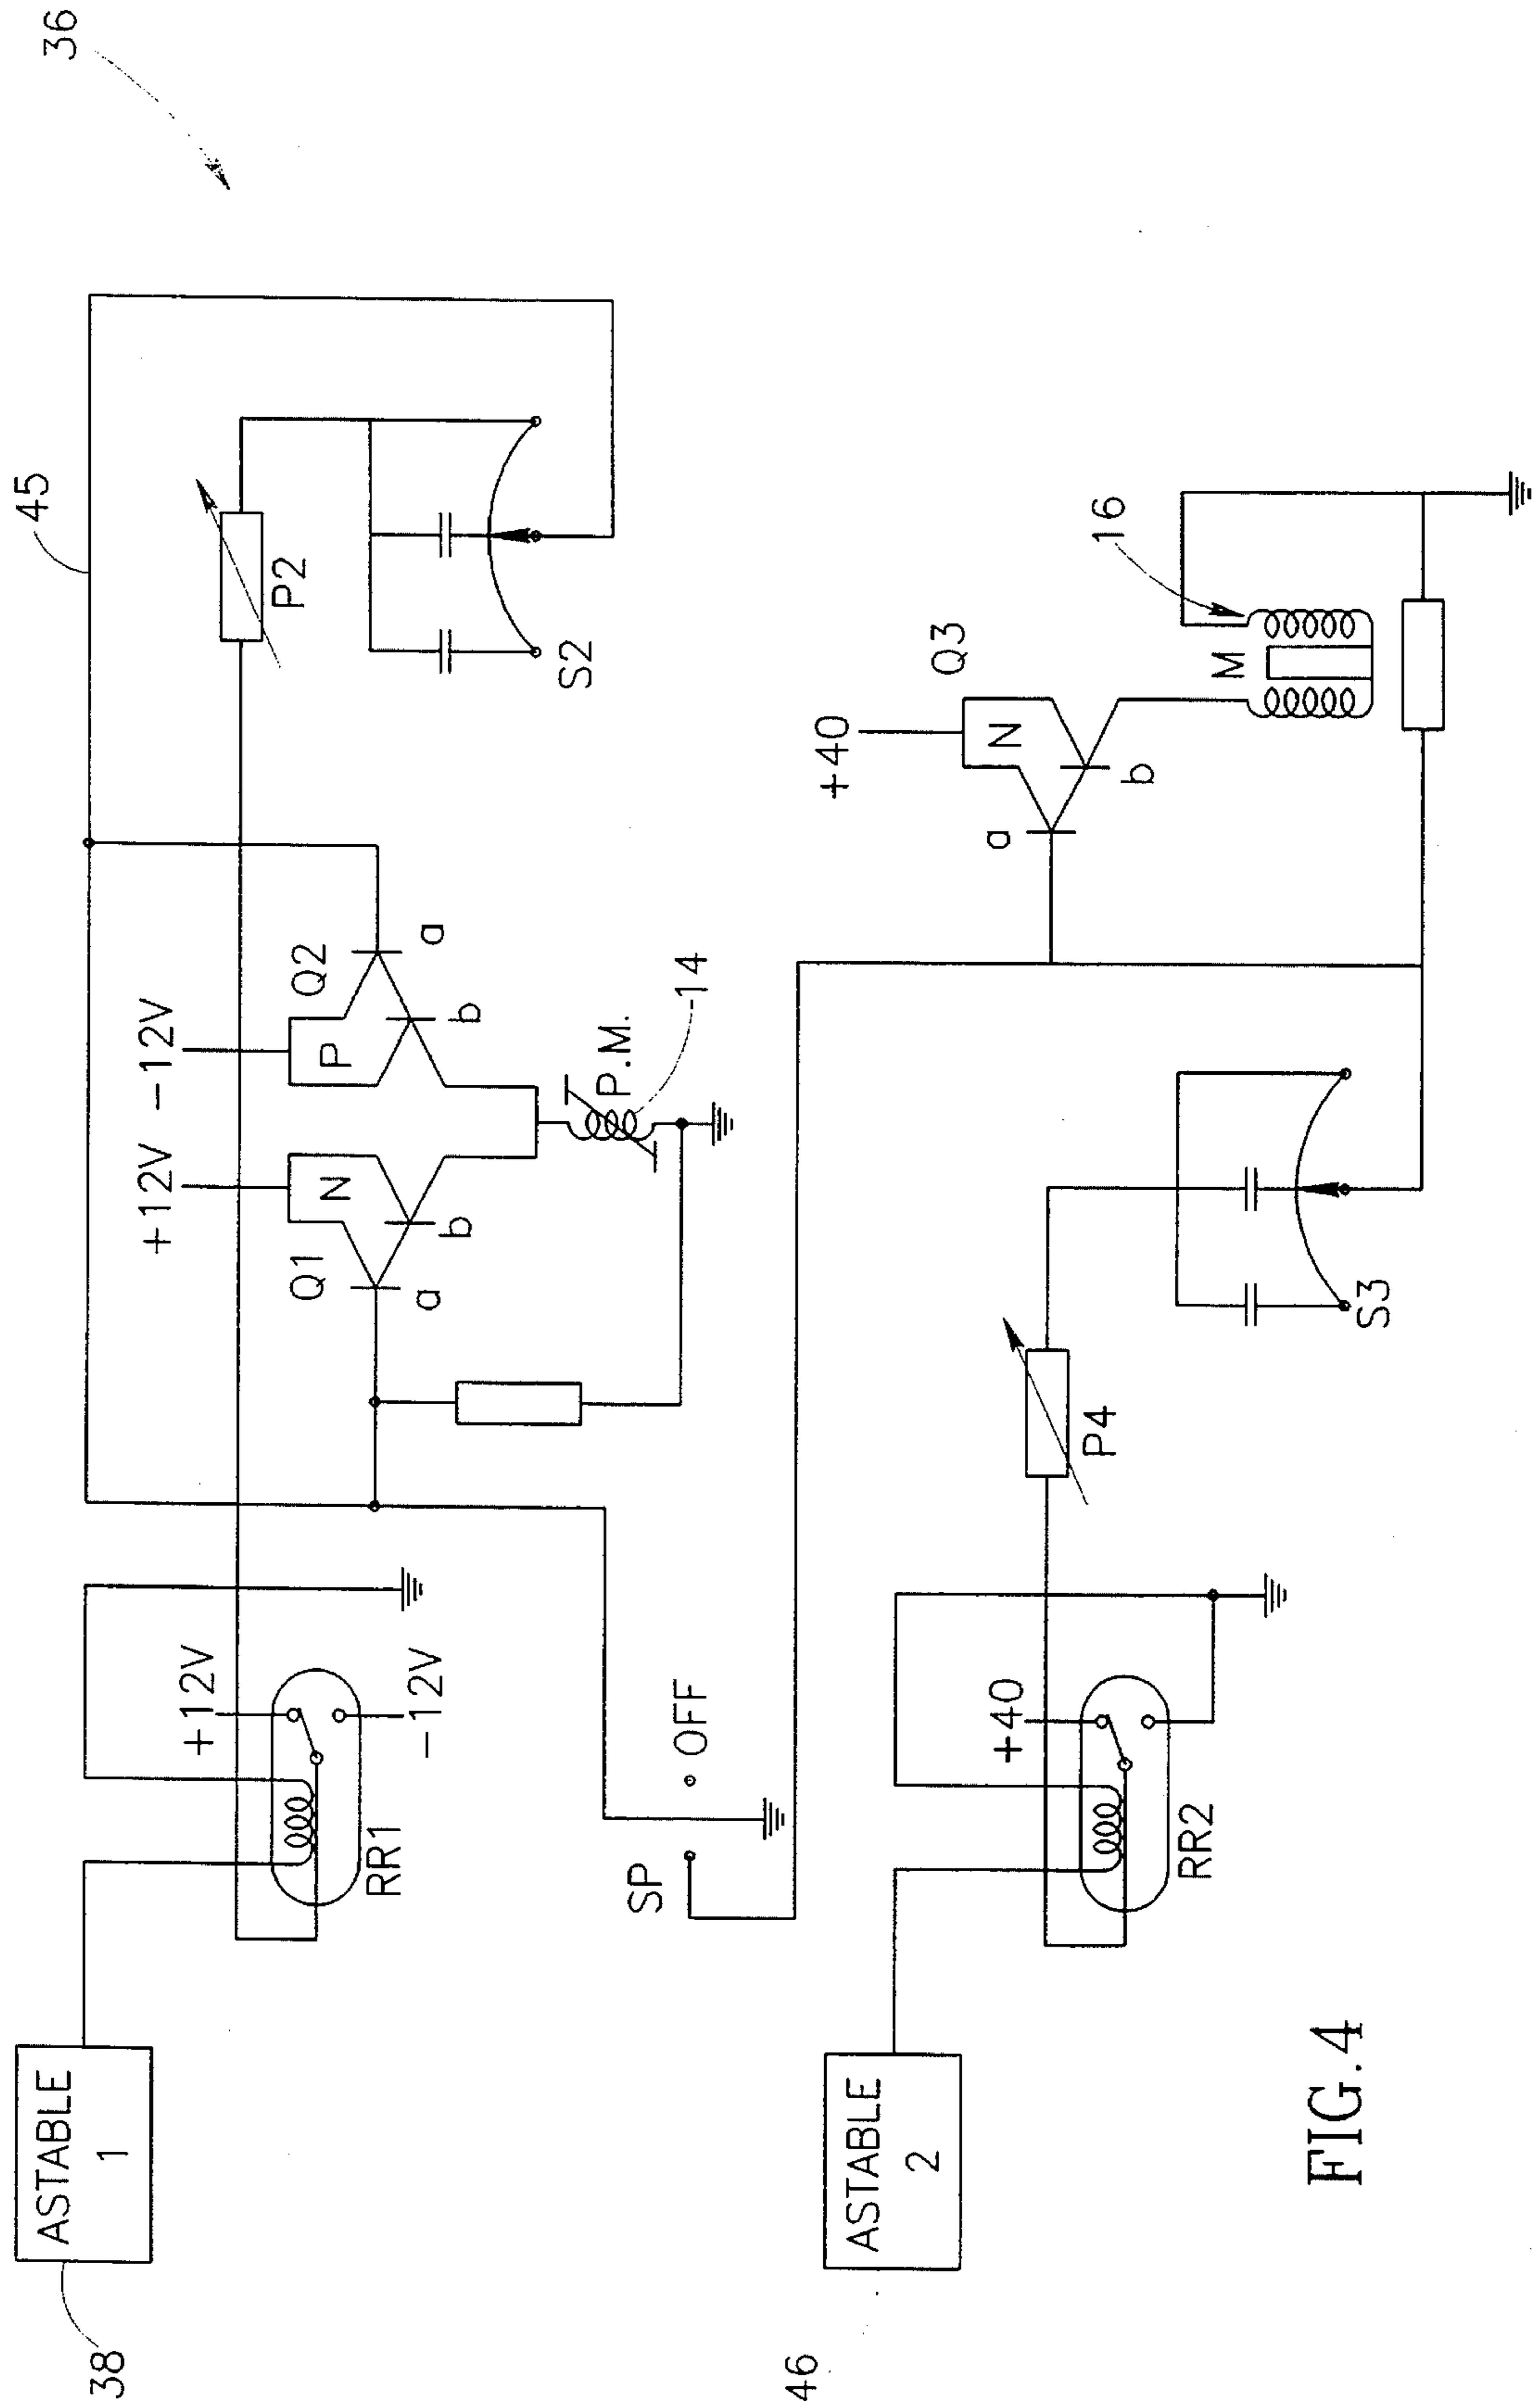 36
45
P2
S2
+12V
-12V
Q1
N
a
b
Q2
P
a
b
P.M.
14
ASTABLE
1
38
+12V
-12V
RR1
SP
OFF
+40
Q3
N
a
b
M
16
P4
S3
ASTABLE
2
46
+40
RR2
FIG.4